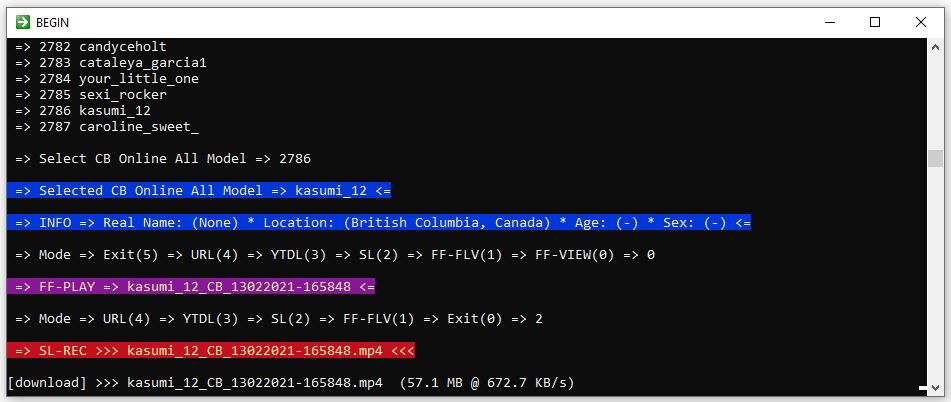 BEGIN
=> 2782 candyceholt
=> 2783 cataleya_garcia1
=> 2784 your_little_one
=> 2785 sexi_rocker
=> 2786 kasumi_12
=> 2787 caroline_sweet_
=> Select CB Online All Model => 2786
=> Selected CB Online All Model => kasumi_12 <=
=> INFO => Real Name: (None) * Location: (British Columbia, Canada) * Age: (-) * Sex: (-) <=
=> Mode => Exit(5) => URL(4) => YTDL(3) => SL(2) => FF-FLV(1) => FF-VIEW(0) => 0
=> FF-PLAY => kasumi_12_CB_13022021-165848 <=
=> Mode => URL(4) => YTDL(3) => SL(2) => FF-FLV(1) => Exit(0) => 2
=> SL-REC >>> kasumi_12_CB_13022021-165848.mp4 <<<
[download] >>> kasumi_12_CB_13022021-165848.mp4 (57.1 MB @ 672.7 KB/s)